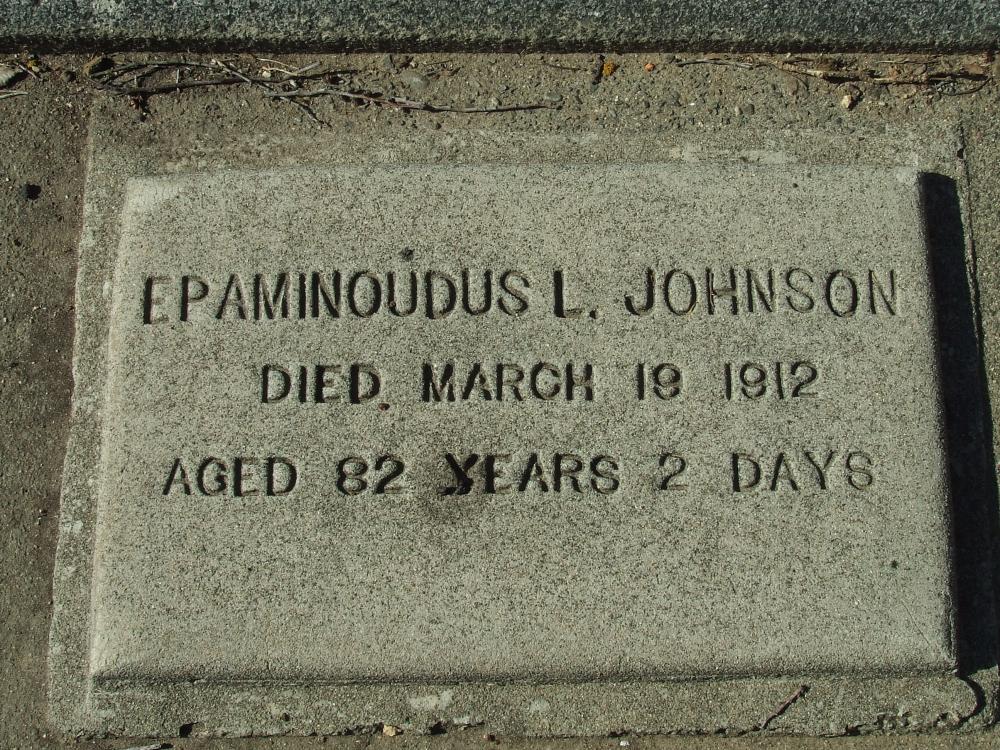 EPAMINOUDUS L. JOHNSON
DIED MARCH 19 1912
AGED 82 YEARS 2 DAYS